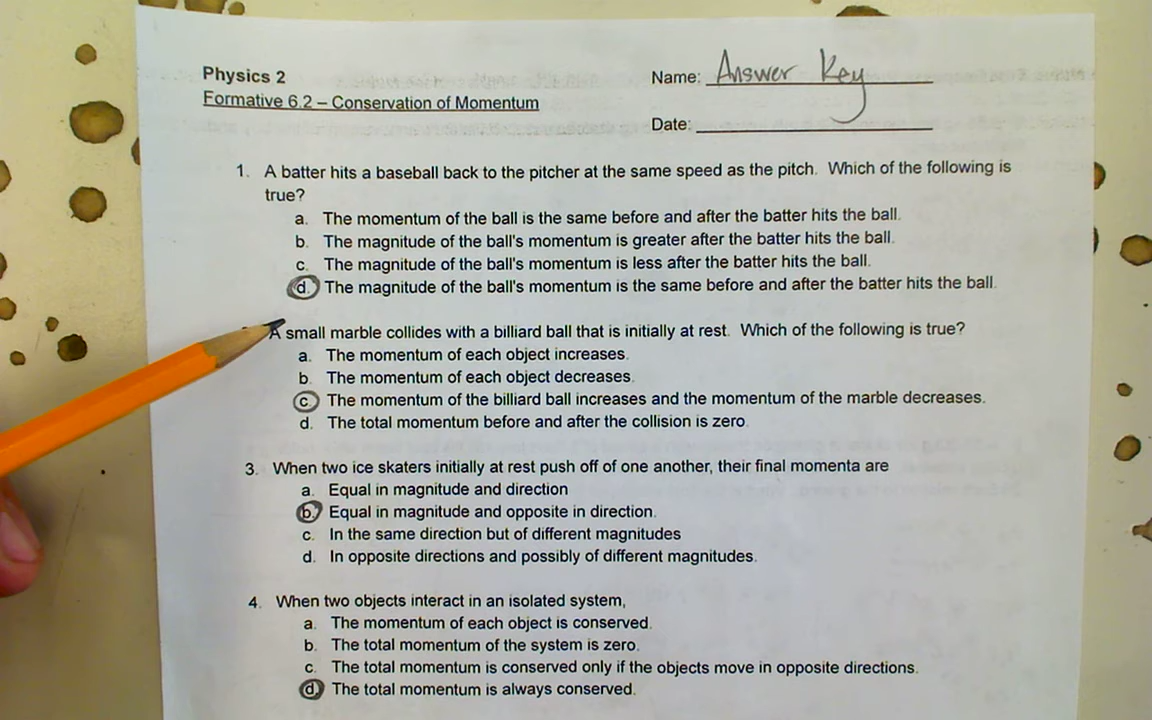 Physics 2
Name: Answer Key
Formative 6.2 – Conservation of Momentum
Date:
1. A batter hits a baseball back to the pitcher at the same speed as the pitch. Which of the following is
true?
a. The momentum of the ball is the same before and after the batter hits the ball.
b. The magnitude of the ball's momentum is greater after the batter hits the ball.
c. The magnitude of the ball's momentum is less after the batter hits the ball.
d. The magnitude of the ball's momentum is the same before and after the batter hits the ball.
A small marble collides with a billiard ball that is initially at rest. Which of the following is true?
a. The momentum of each object increases.
b. The momentum of each object decreases.
c. The momentum of the billiard ball increases and the momentum of the marble decreases.
d. The total momentum before and after the collision is zero.
3. When two ice skaters initially at rest push off of one another, their final momenta are
a. Equal in magnitude and direction
b. Equal in magnitude and opposite in direction.
c. In the same direction but of different magnitudes
d. In opposite directions and possibly of different magnitudes.
4. When two objects interact in an isolated system,
a. The momentum of each object is conserved.
b. The total momentum of the system is zero.
c. The total momentum is conserved only if the objects move in opposite directions.
d. The total momentum is always conserved.